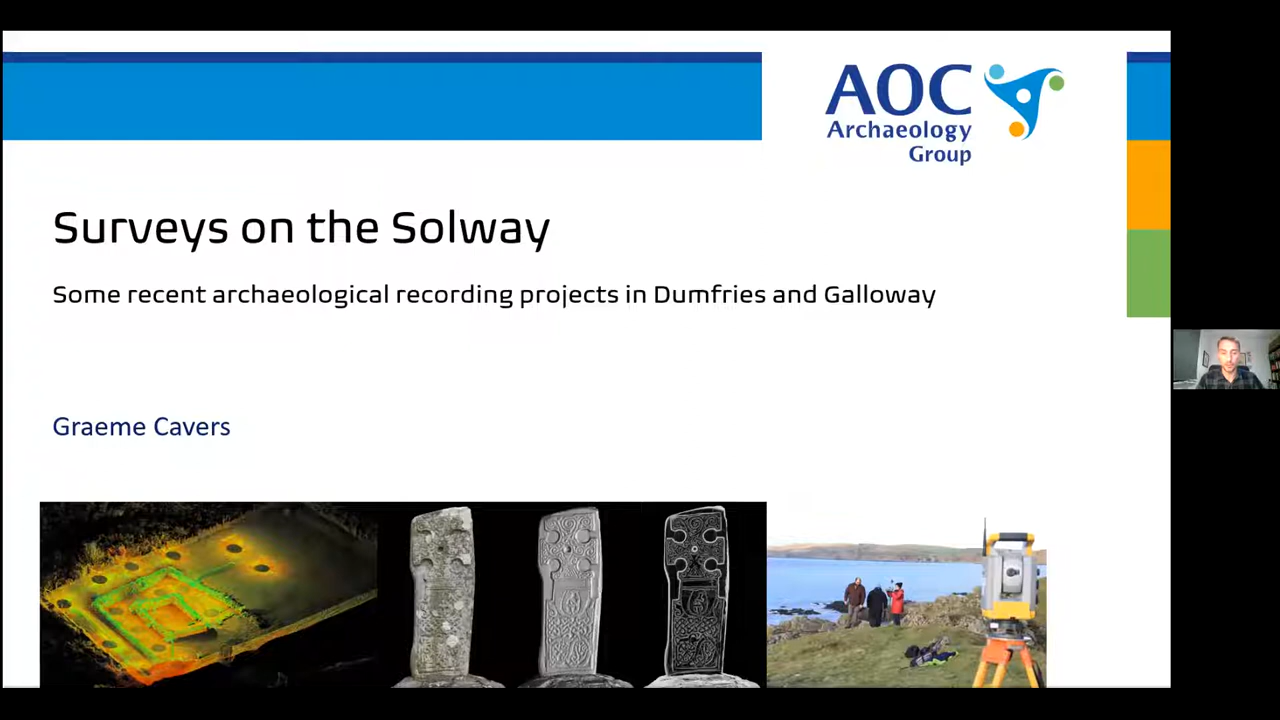 AOC
Archaeology
Group
Surveys on the Solway
Some recent archaeological recording projects in Dumfries and Galloway
Graeme Cavers